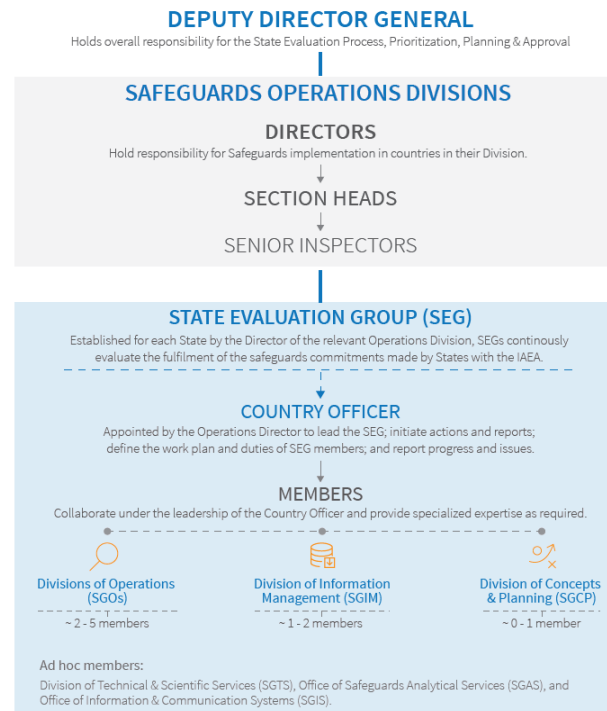 DEPUTY DIRECTOR GENERAL
Holds overall responsibility for the State Evaluation Process, Prioritization, Planning & Approval
SAFEGUARDS OPERATIONS DIVISIONS
DIRECTORS
Hold responsibility for Safeguards implementation in countries in their Division.
SECTION HEADS
SENIOR INSPECTORS
STATE EVALUATION GROUP (SEG)
Established for each State by the Director of the relevant Operations Division, SEGs continously
evaluate the fulfilment of the safeguards commitments made by States with the IAEA.
COUNTRY OFFICER
Appointed by the Operations Director to lead the SEG; initiate actions and reports;
define the work plan and duties of SEG members; and report progress and issues.
MEMBERS
Collaborate under the leadership of the Country Officer and provide specialized expertise as required.
Divisions of Operations
(SGOs)
~ 2 - 5 members
Division of Information
Management (SGIM)
~ 1 - 2 members
Division of Concepts
& Planning (SGCP)
~ 0 - 1 member
Ad hoc members:
Division of Technical & Scientific Services (SGTS), Office of Safeguards Analytical Services (SGAS), and
Office of Information & Communication Systems (SGIS).